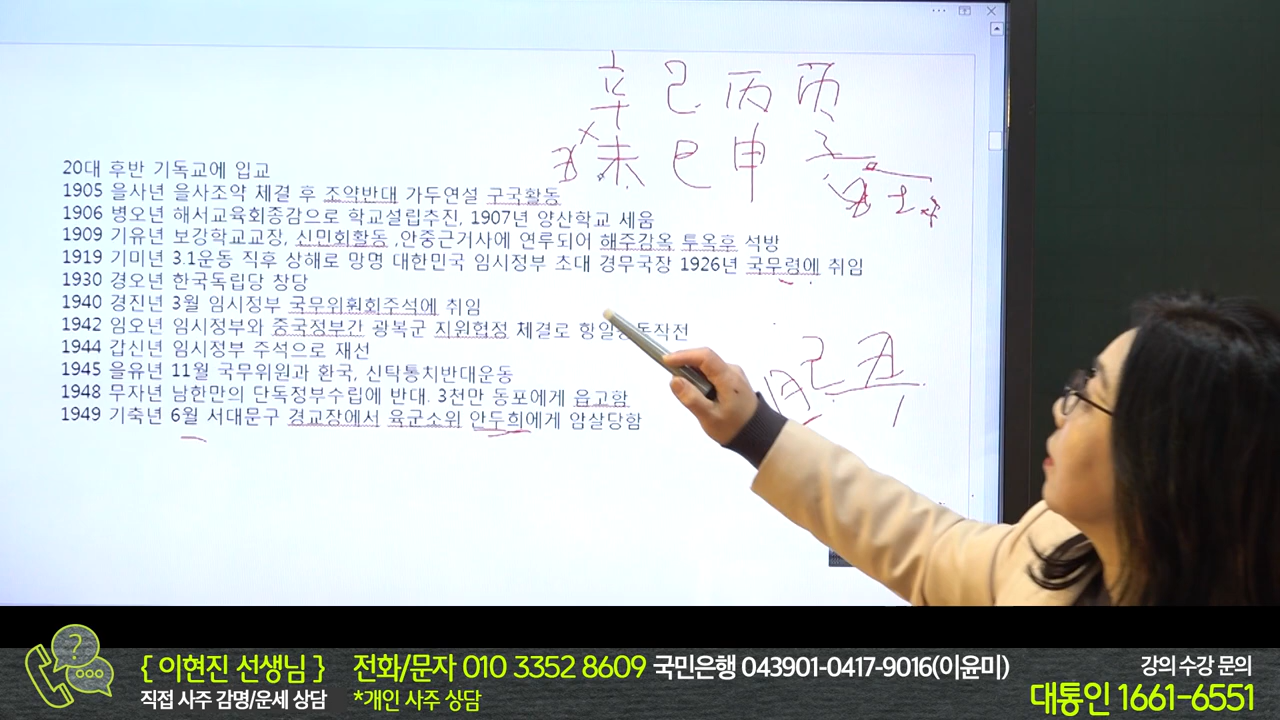 辛 己 丙 丙
未 巳 申 子
20대 후반 기독교에 입교
1905 을사년 을사조약 체결 후 조약반대 가두연설 구국활동
1906 병오년 해서교육회종감으로 학교설립추진, 1907년 양산학교 세움
1909 기유년 보강학교교장, 신민회활동 ,안중근거사에 연루되어 해주감옥 투옥후 석방
1919 기미년 3.1운동 직후 상해로 망명 대한민국 임시정부 초대 경무국장 1926년 국무령에 취임
1930 경오년 한국독립당 창당
1940 경진년 3월 임시정부 국무위훤회주석에 취임
1942 임오년 임시정부와 중국정부간 광복군 지원협정 체결로 항일 동작전
1944 갑신년 임시정부 주석으로 재선
1945 을유년 11월 국무위원과 환국, 신탁통치반대운동
1948 무자년 남한만의 단독정부수립에 반대. 3천만 동포에게 읍고함
1949 기축년 6월 서대문구 경교장에서 육군소위 안두희에게 암살당함
己丑
{ 이현진 선생님 } 전화/문자 010 3352 8609 국민은행 043901-0417-9016(이윤미) 강의 수강 문의
직접 사주 감명/운세 상담 *개인 사주 상담 대통인 1661-6551